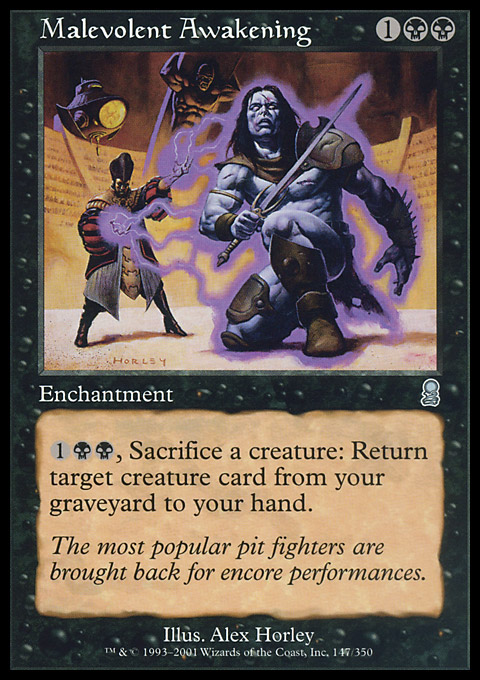 Malevolent Awakening 1
HORLEY
Enchantment
1, Sacrifice a creature: Return
target creature card from your
graveyard to your hand.
The most popular pit fighters are
brought back for encore performances.
Illus. Alex Horley
™ & © 1993–2001 Wizards of the Coast, Inc. 147/350